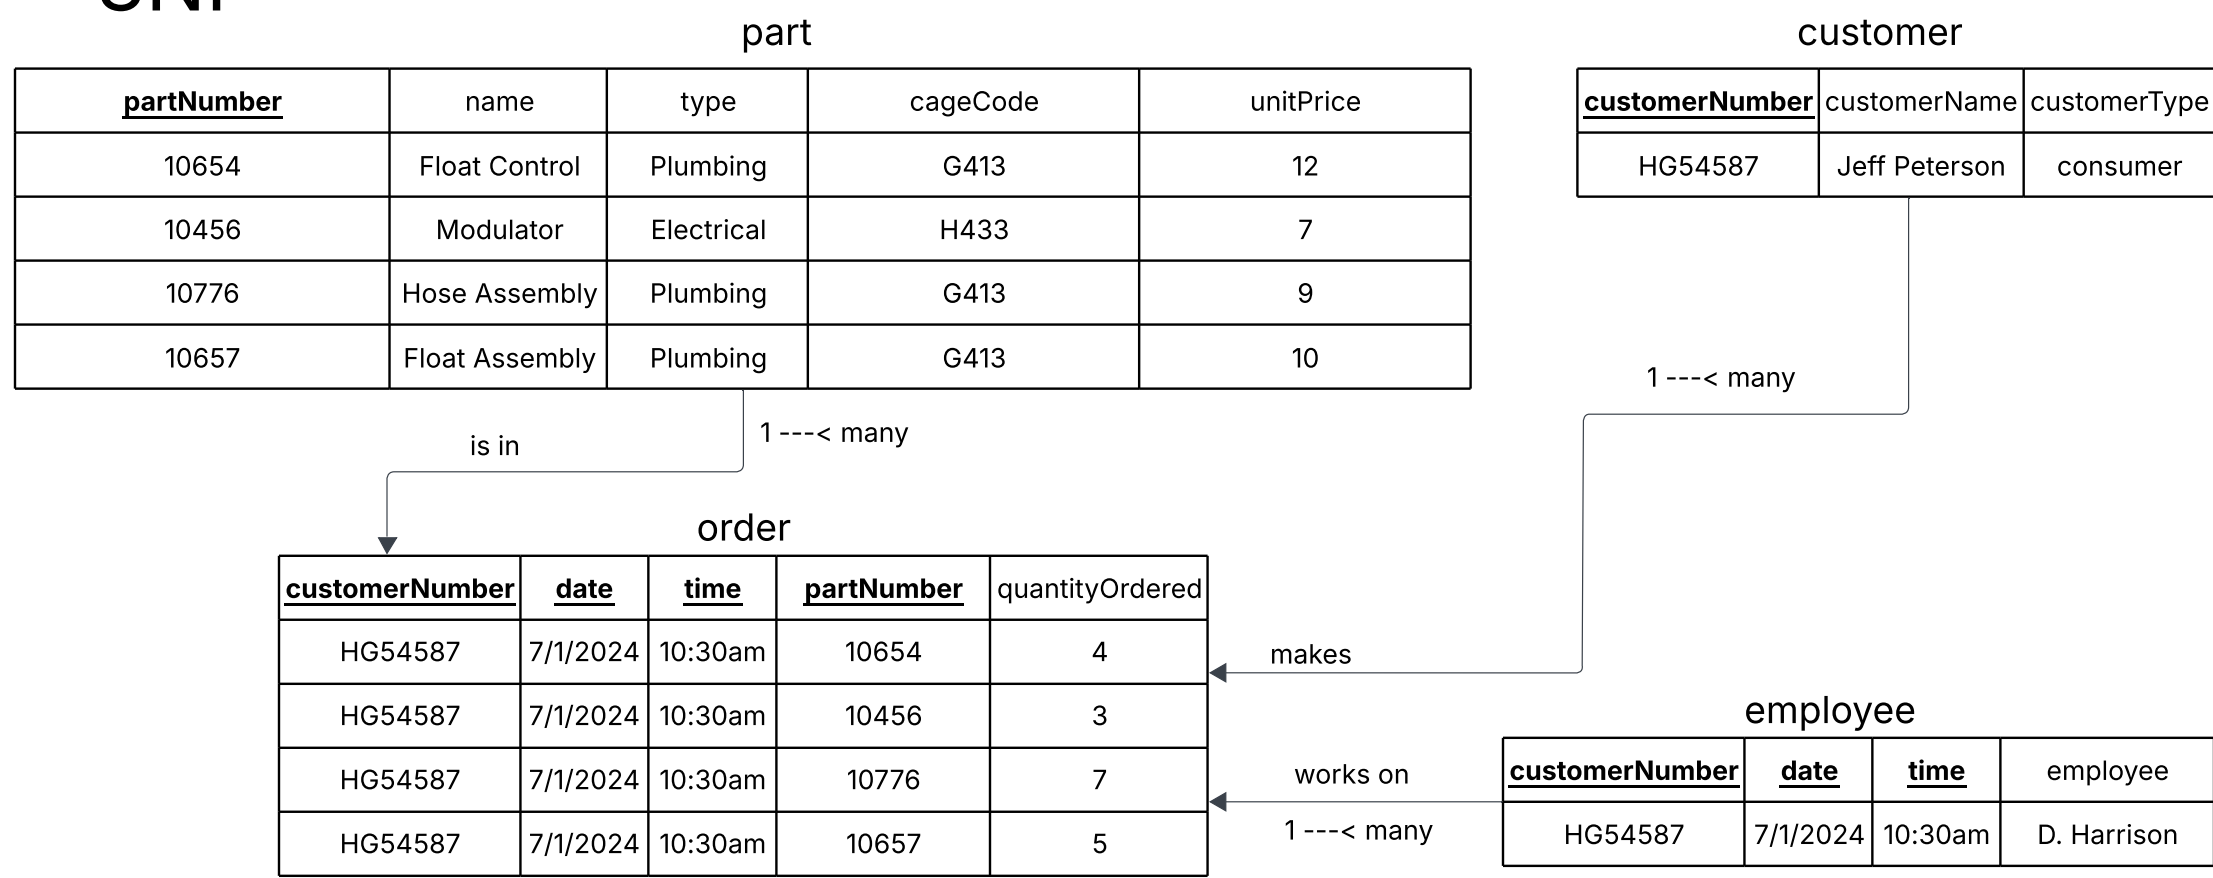 part
customer
partNumber name type cageCode unitPrice
10654 Float Control Plumbing G413 12
10456 Modulator Electrical H433 7
10776 Hose Assembly Plumbing G413 9
10657 Float Assembly Plumbing G413 10
customerNumber customerName customerType
HG54587 Jeff Peterson consumer
1 ---< many
is in
1 ---< many
order
customerNumber date time partNumber quantityOrdered
HG54587 7/1/2024 10:30am 10654 4
HG54587 7/1/2024 10:30am 10456 3
HG54587 7/1/2024 10:30am 10776 7
HG54587 7/1/2024 10:30am 10657 5
makes
works on
1 ---< many
employee
customerNumber date time employee
HG54587 7/1/2024 10:30am D. Harrison